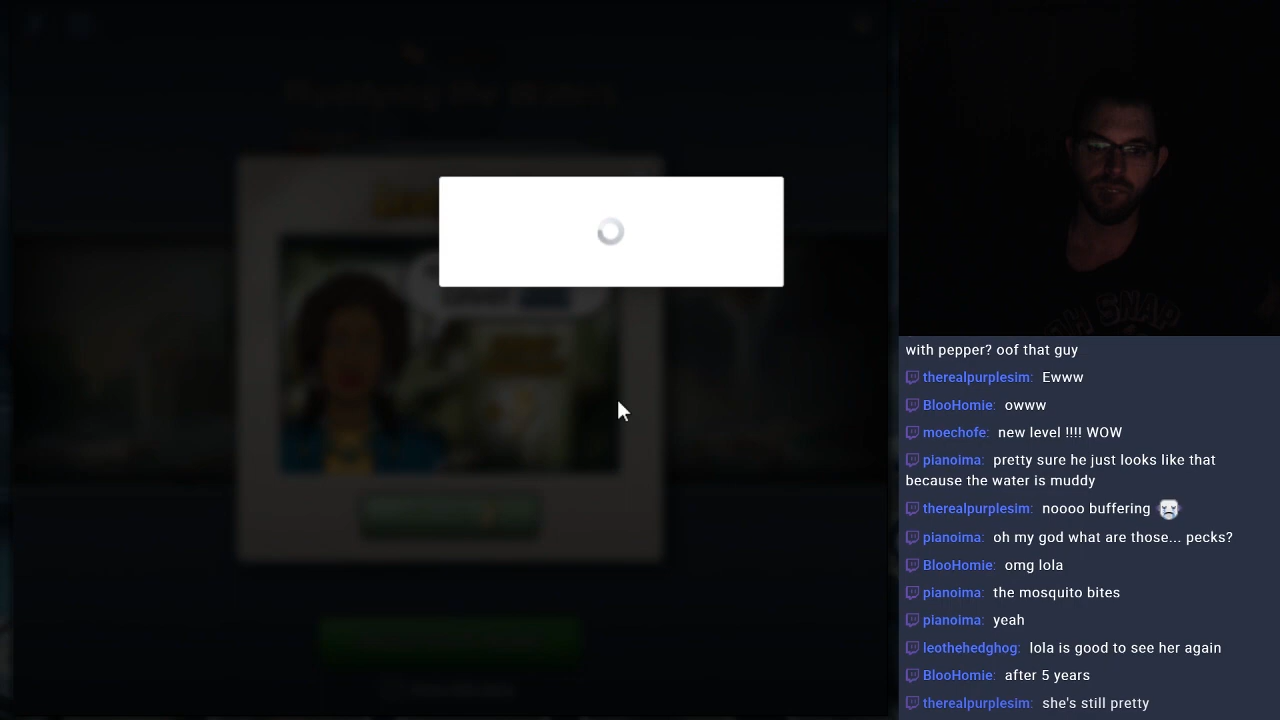 OH SNAP
with pepper? oof that guy
therealpurplesim: Ewww
BlooHomie: owww
moechofe: new level !!!! WOW
pianoima: pretty sure he just looks like that
because the water is muddy
therealpurplesim: noooo buffering
pianoima: oh my god what are those... pecks?
BlooHomie: omg lola
pianoima: the mosquito bites
pianoima: yeah
leothehedghog: lola is good to see her again
BlooHomie: after 5 years
therealpurplesim: she's still pretty